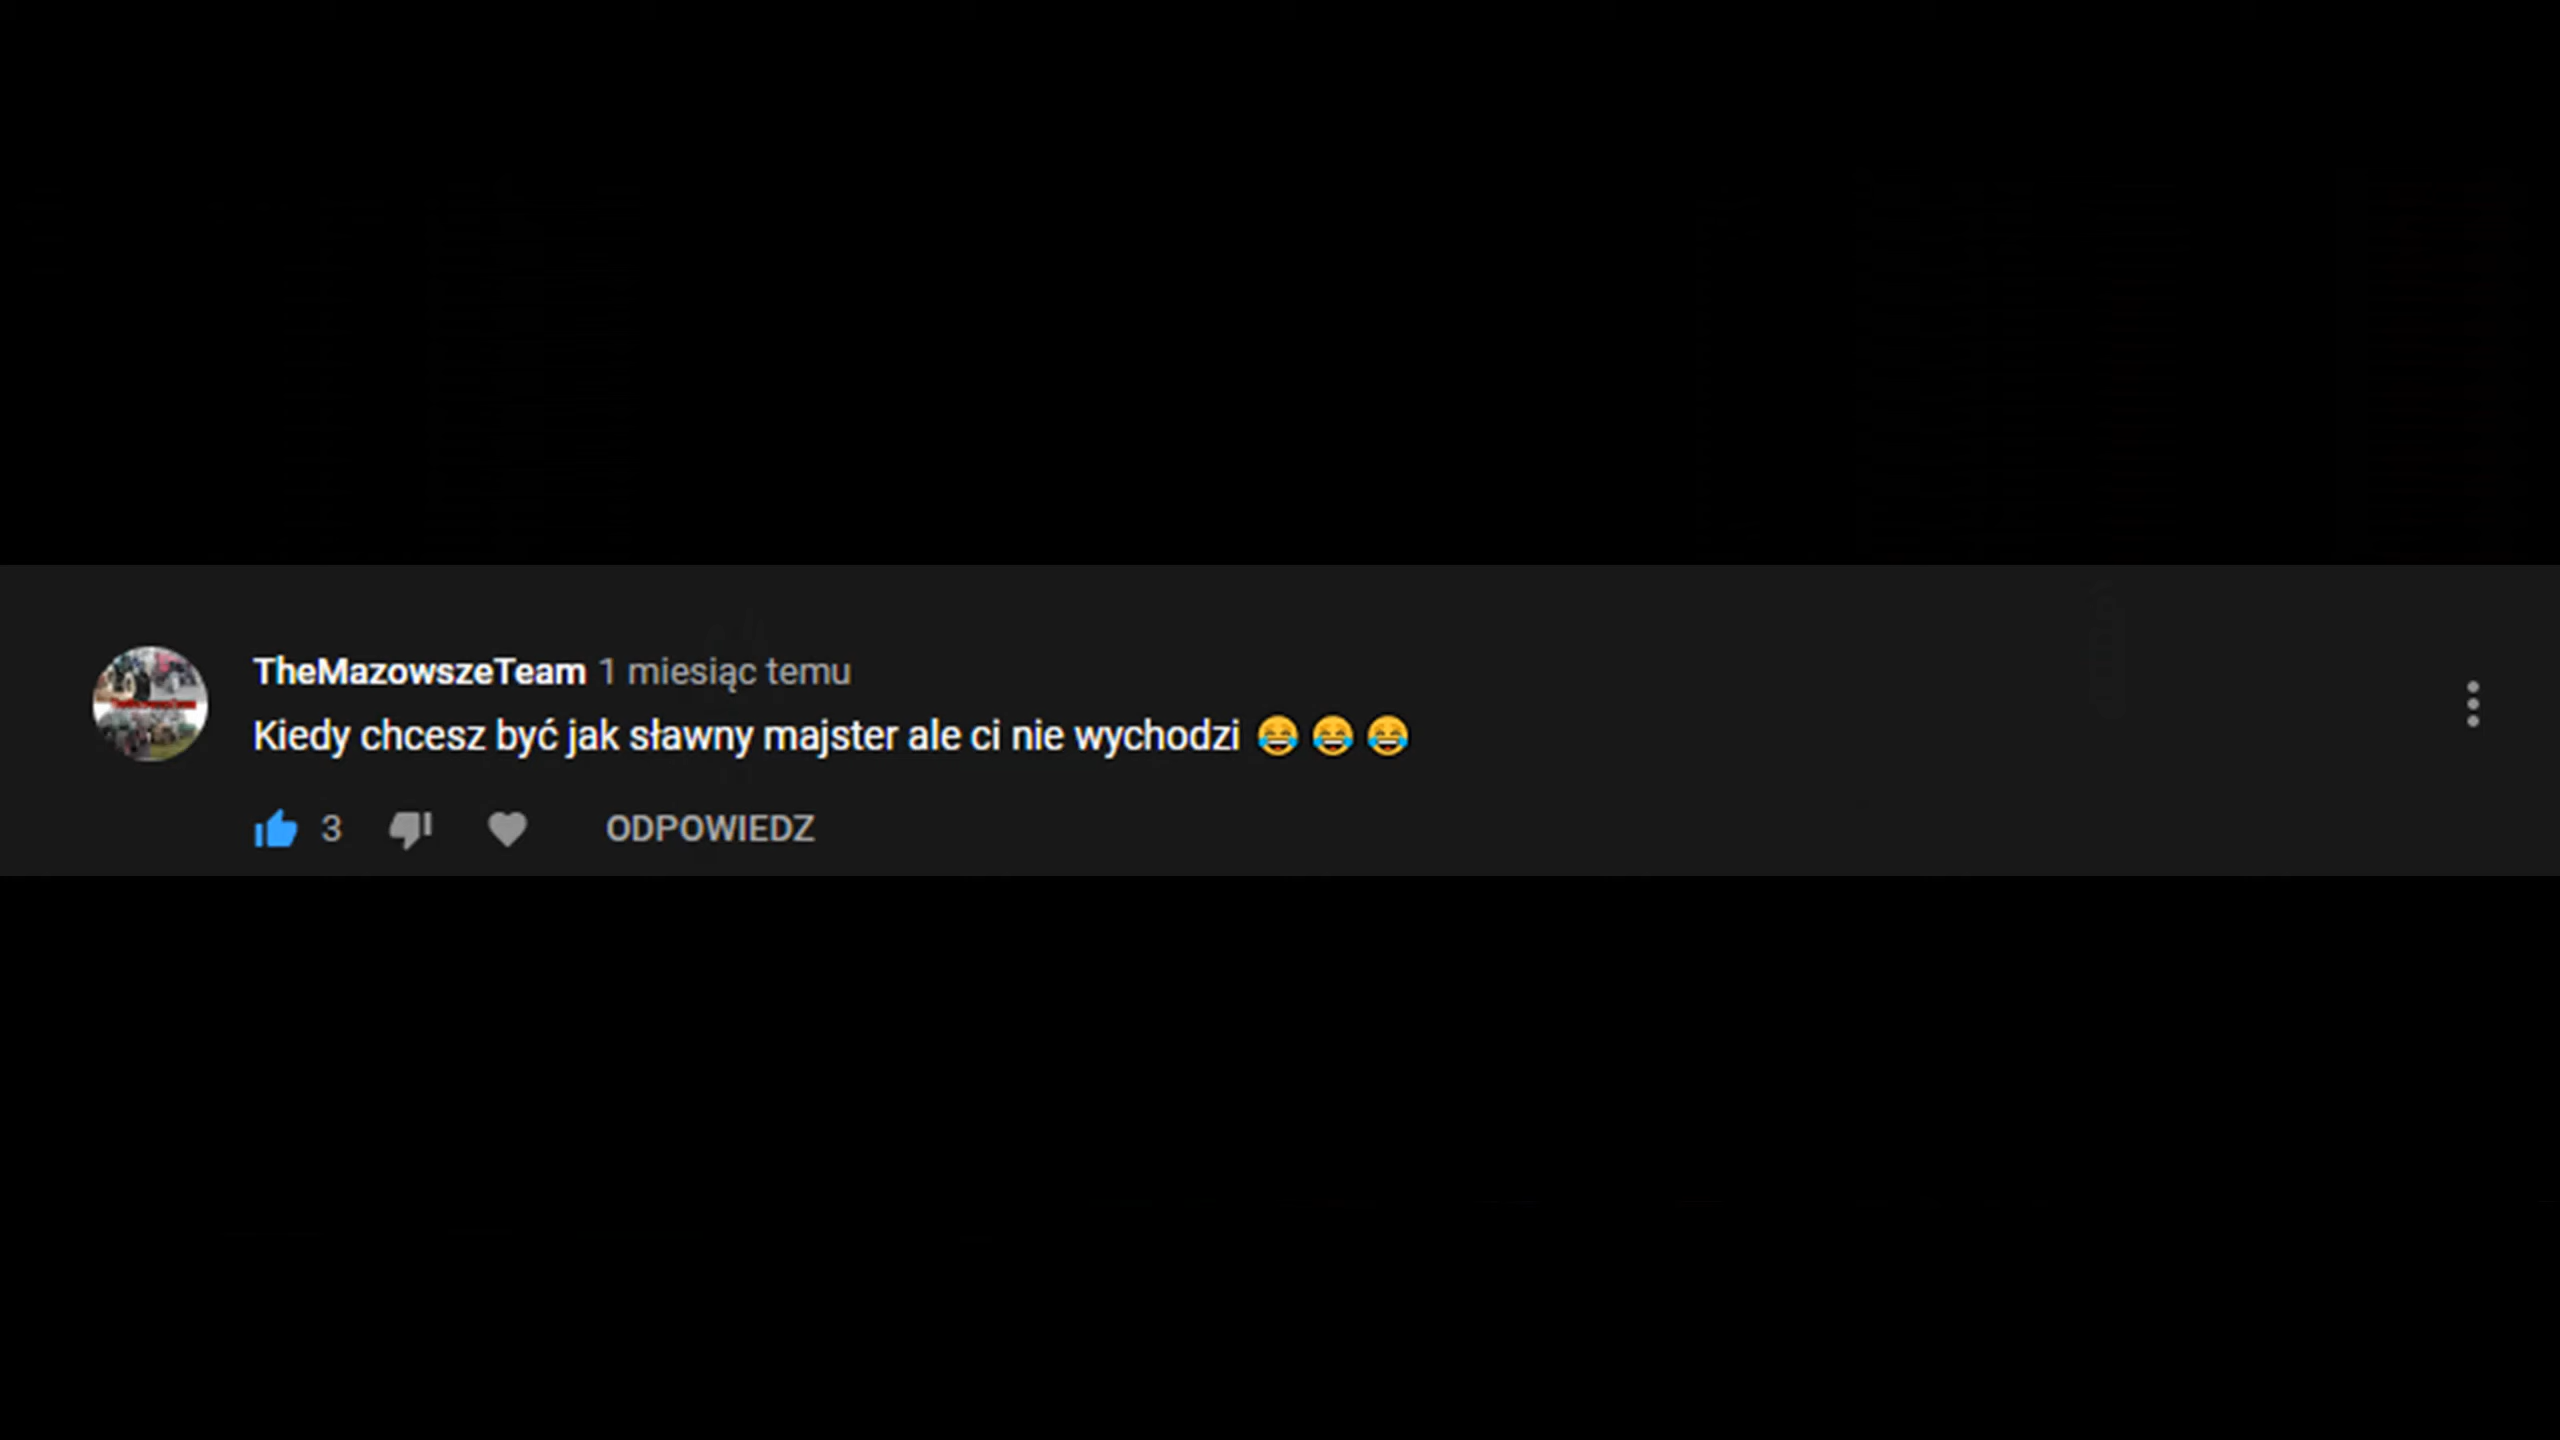 TheMazowszeTeam 1 miesiąc temu
Kiedy chcesz być jak sławny majster ale ci nie wychodzi 😂😂😂
3 ODPOWIEDZ